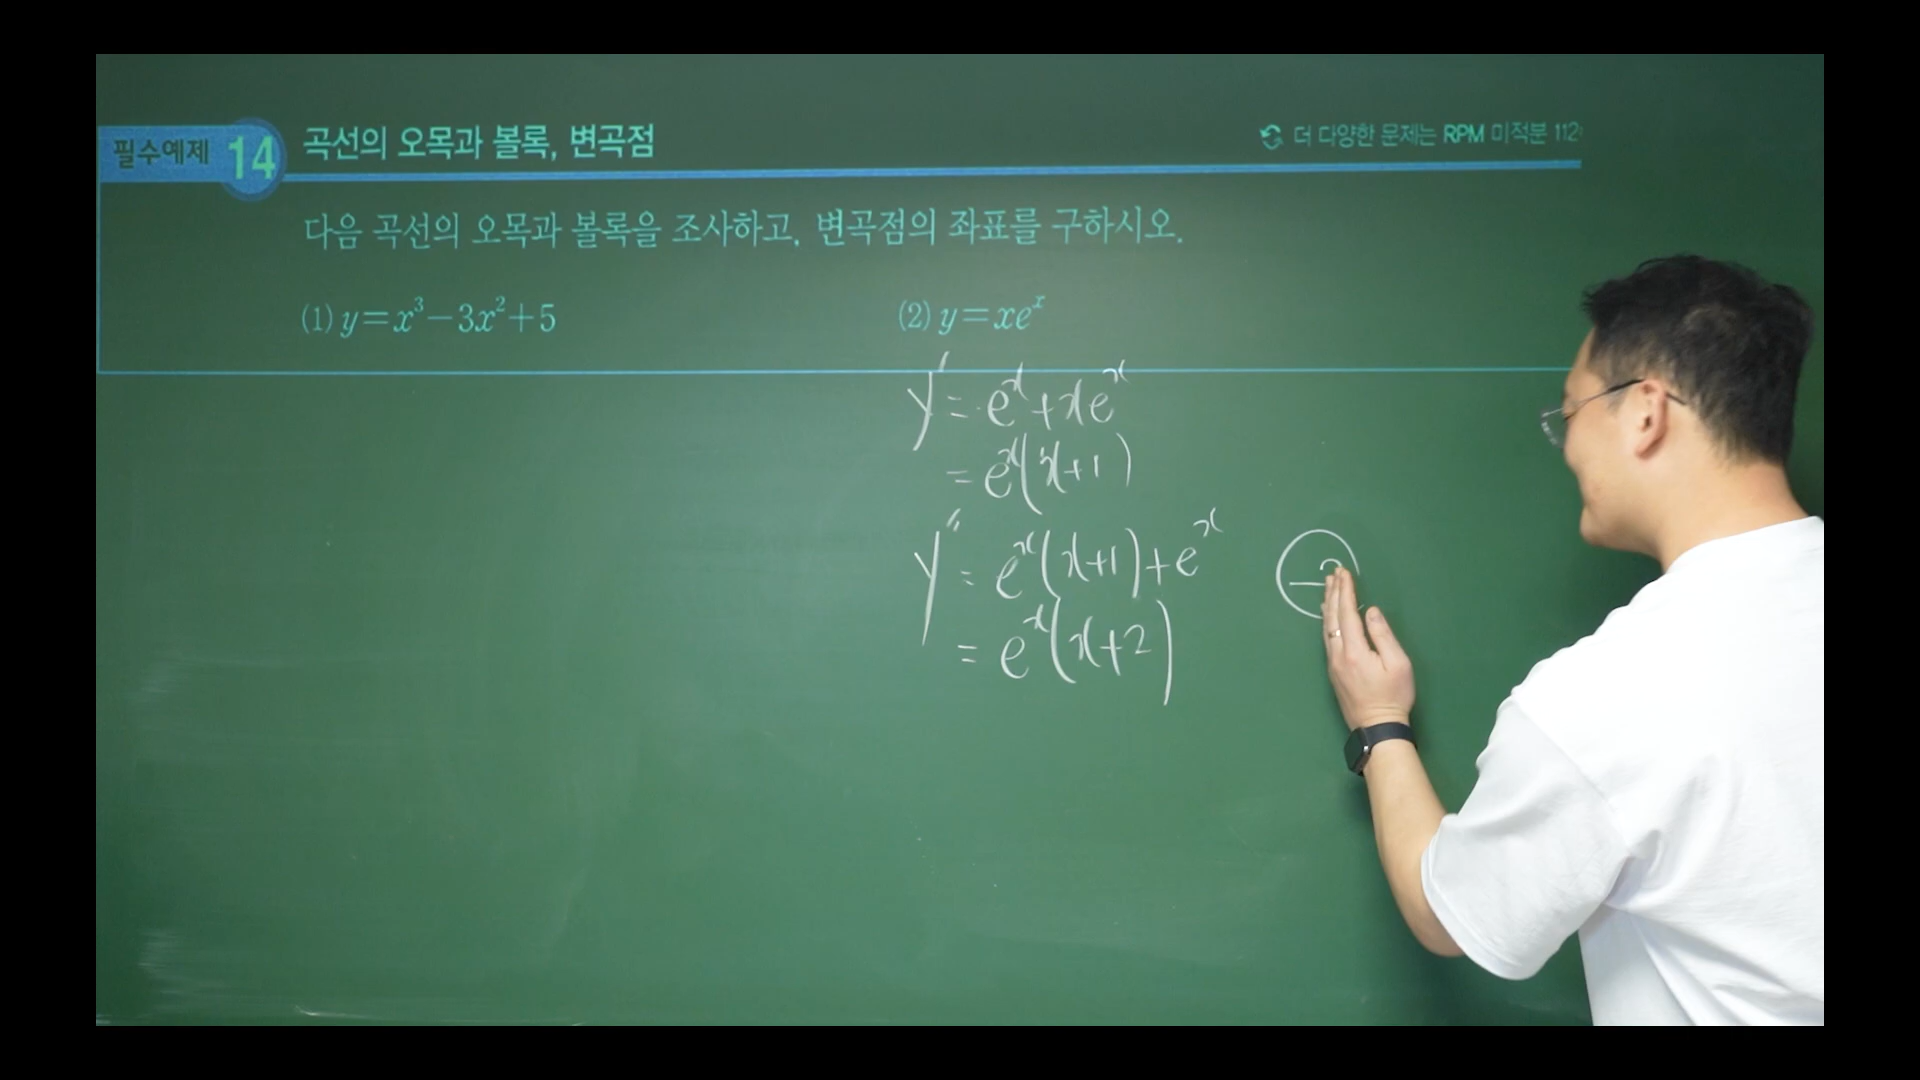 필수예제 14 곡선의 오목과 볼록, 변곡점
더 다양한 문제는 RPM 미적분 112
다음 곡선의 오목과 볼록을 조사하고, 변곡점의 좌표를 구하시오.
(1) y=x³-3x²+5
(2) y=xeˣ
y′=eˣ+xeˣ
=eˣ(x+1)
y″=eˣ(x+1)+eˣ
=eˣ(x+2)